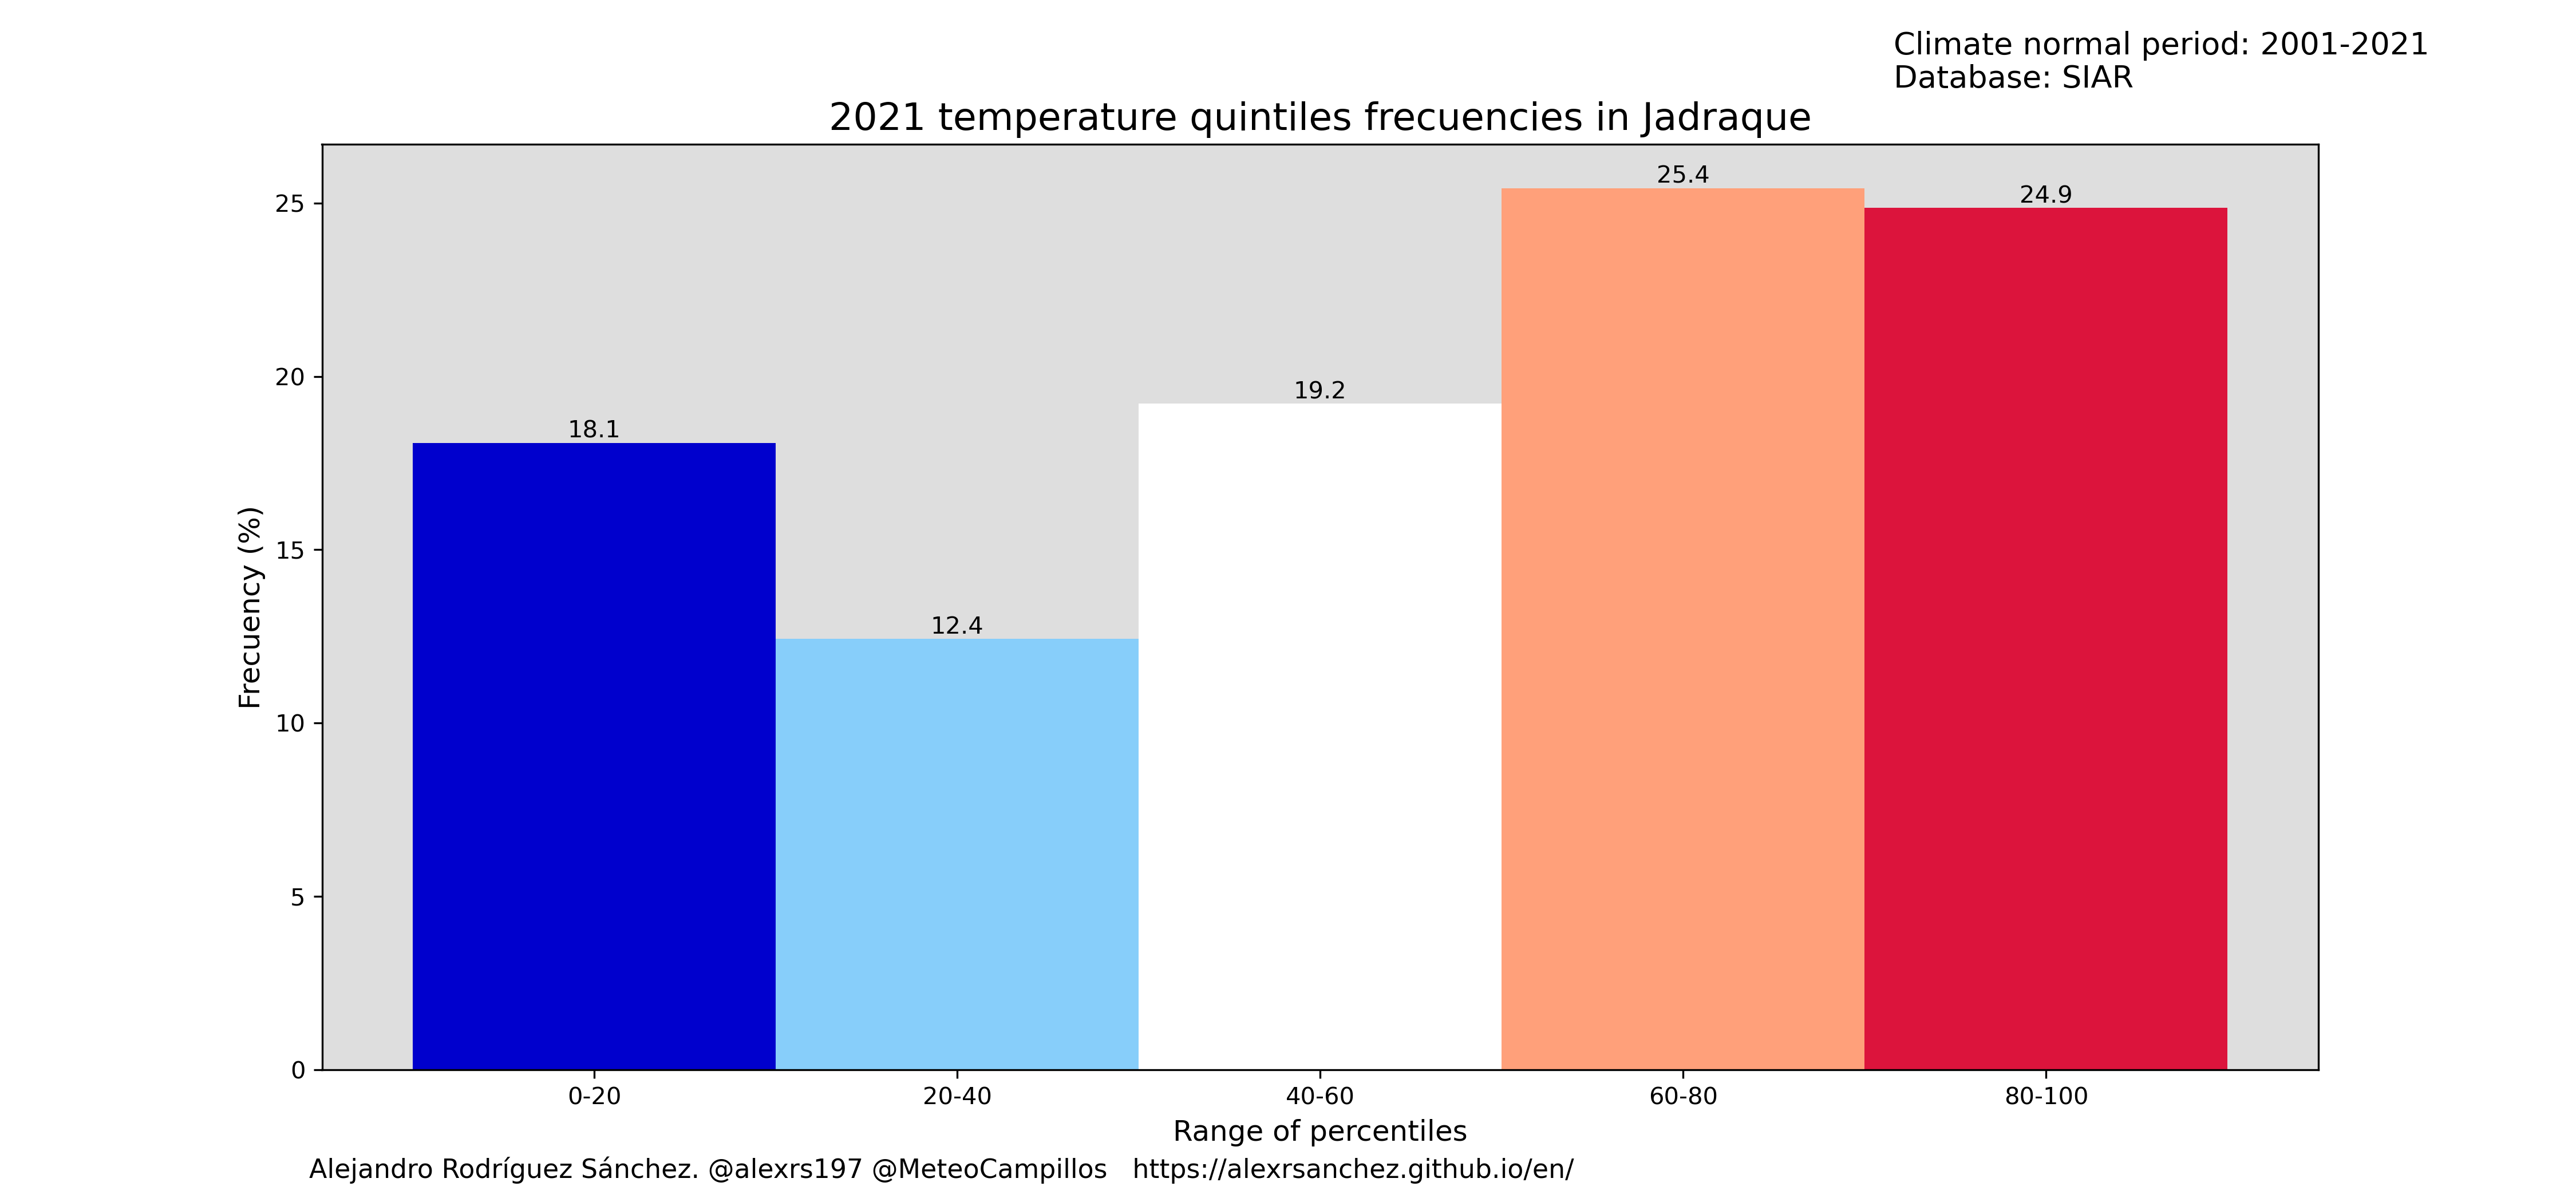 Climate normal period: 2001-2021
Database: SIAR
2021 temperature quintiles frecuencies in Jadraque
25.4
24.9
19.2
18.1
12.4
25
20
15
10
5
0
Frecuency (%)
0-20 20-40 40-60 60-80 80-100
Range of percentiles
Alejandro Rodríguez Sánchez. @alexrs197 @MeteoCampillos https://alexrsanchez.github.io/en/